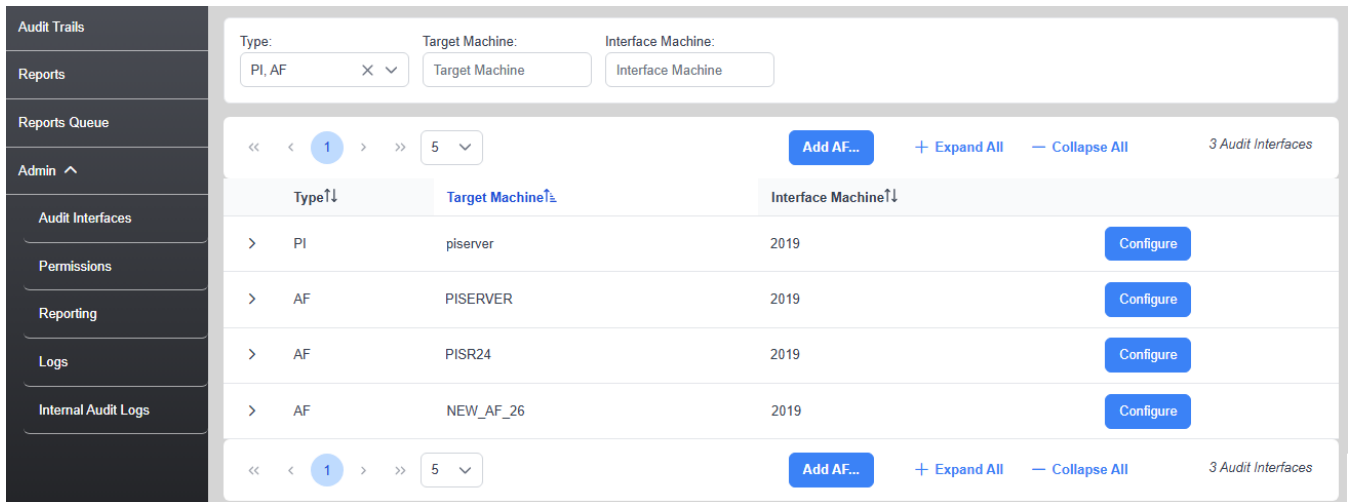 Audit Trails
Reports
Reports Queue
Admin
Audit Interfaces
Permissions
Reporting
Logs
Internal Audit Logs
Type: Target Machine: Interface Machine:
PI, AF Target Machine Interface Machine
1 5 Add AF... Expand All Collapse All 3 Audit Interfaces
Type Target Machine Interface Machine
PI piserver 2019 Configure
AF PISERVER 2019 Configure
AF PISR24 2019 Configure
AF NEW_AF_26 2019 Configure
1 5 Add AF... Expand All Collapse All 3 Audit Interfaces